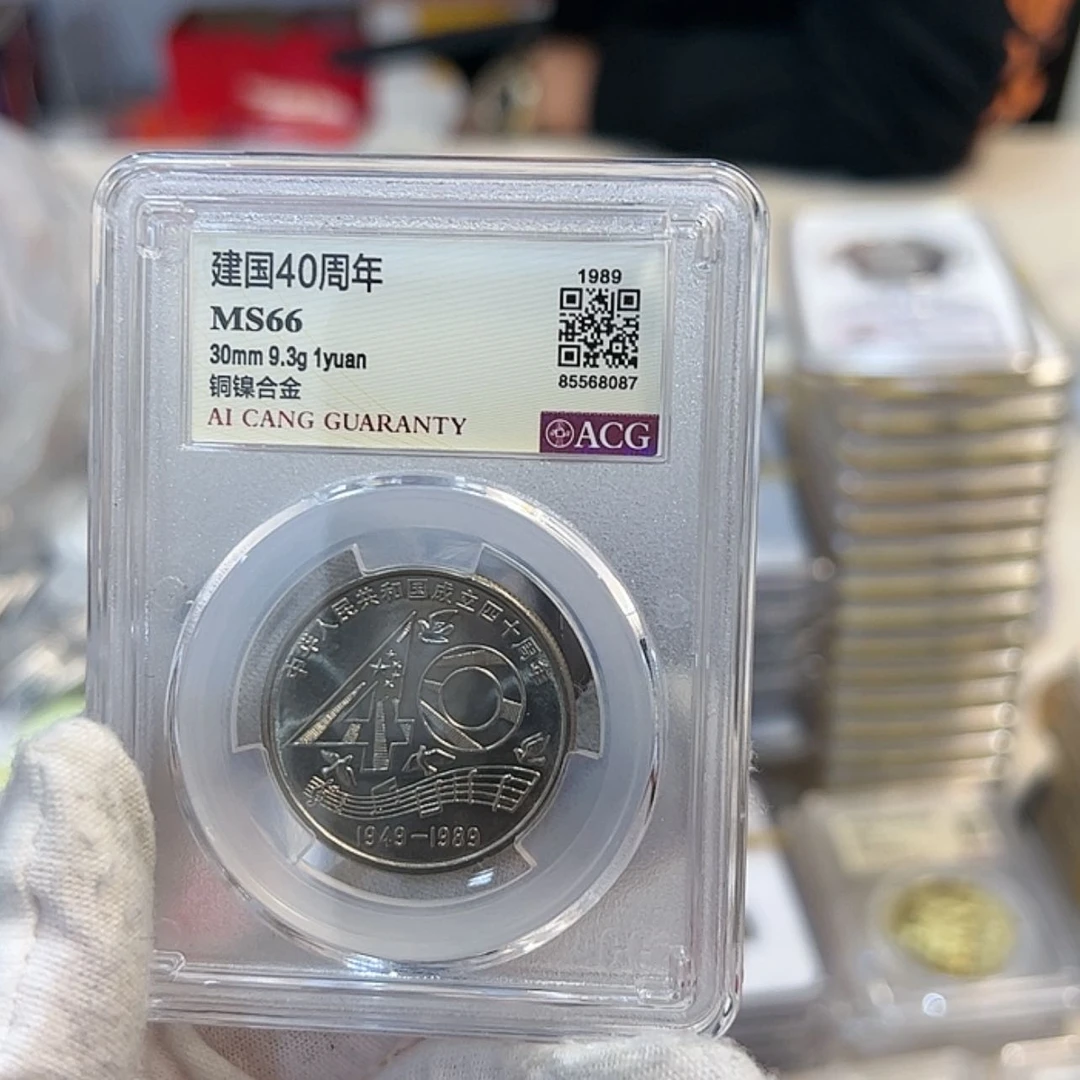 建国40周年
MS66
30mm 9.3g 1yuan
铜镍合金
AI CANG GUARANTY
1989
85568087
ACG
中华人民共和国成立四十周年
40
1949-1989